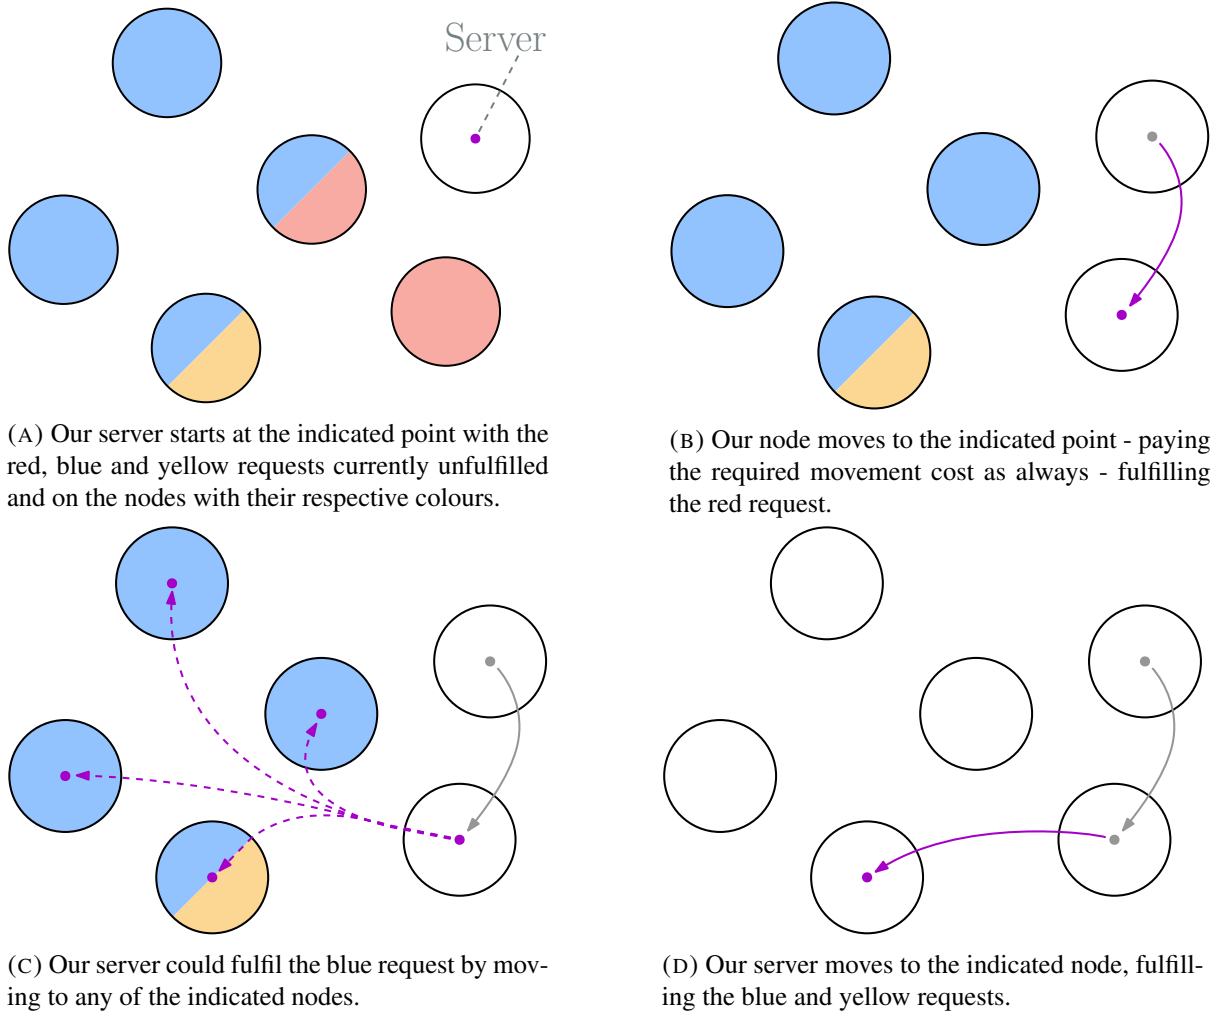 Server
(A) Our server starts at the indicated point with the
red, blue and yellow requests currently unfulfilled
and on the nodes with their respective colours.
(B) Our node moves to the indicated point - paying
the required movement cost as always - fulfilling
the red request.
(C) Our server could fulfil the blue request by mov-
ing to any of the indicated nodes.
(D) Our server moves to the indicated node, fulfill-
ing the blue and yellow requests.